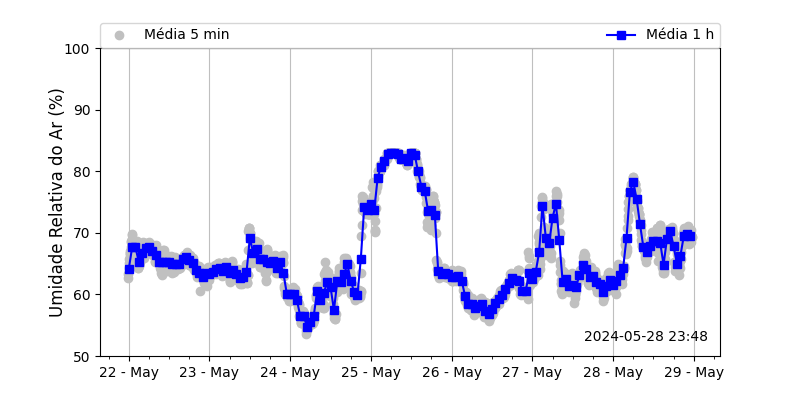 Média 5 min
Média 1 h
Umidade Relativa do Ar (%)
100
90
80
70
60
50
2024-05-28 23:48
22 - May
23 - May
24 - May
25 - May
26 - May
27 - May
28 - May
29 - May